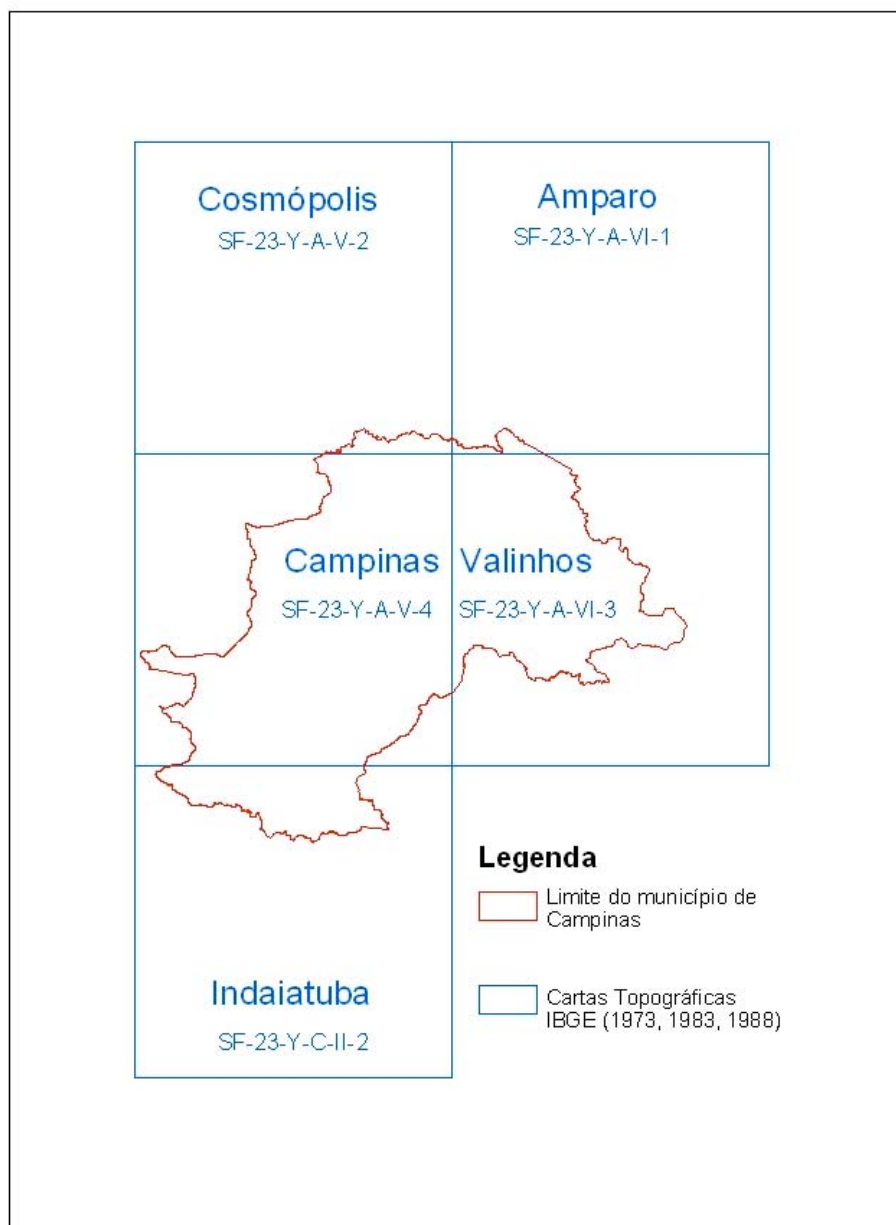 Cosmópolis
SF-23-Y-A-V-2
Amparo
SF-23-Y-A-VI-1
Campinas
SF-23-Y-A-V-4
Valinhos
SF-23-Y-A-VI-3
Legenda
Limite do município de
Campinas
Cartas Topográficas
IBGE (1973, 1983, 1988)
Indaiatuba
SF-23-Y-C-II-2